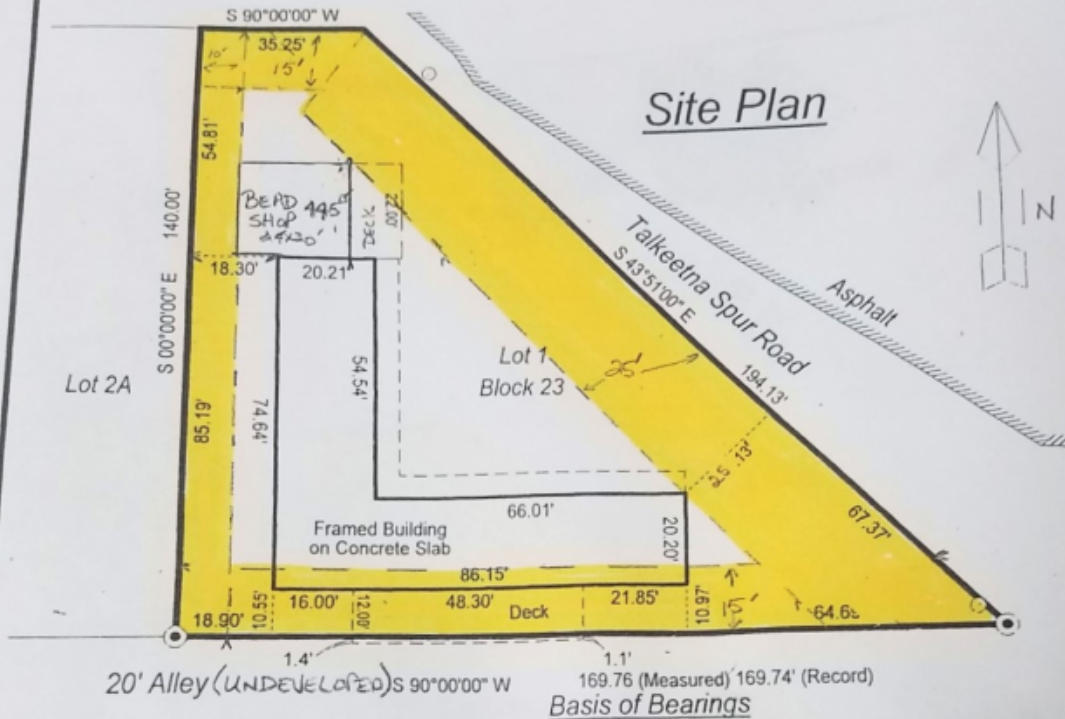 S 90°00'00" W
35.25'
10'
15'
Site Plan
54.81'
S 00°00'00" E 140.00'
BEAD
SHOP
24x20'
445
DECK
22.00'
N
18.30'
20.21'
Talkeetna Spur Road
S 43°51'00" E
194.13'
Asphalt
Lot 2A
Lot 1
Block 23
25'
54.54'
85.19'
74.64'
25.13'
66.01'
67.37'
Framed Building
on Concrete Slab
20.20'
86.15'
16.00'
48.30'
Deck
21.85'
18.90'
10.55'
12.00'
10.97'
15'
64.6
1.4'
1.1'
20' Alley (UNDEVELOPED) S 90°00'00" W
169.76 (Measured) 169.74' (Record)
Basis of Bearings